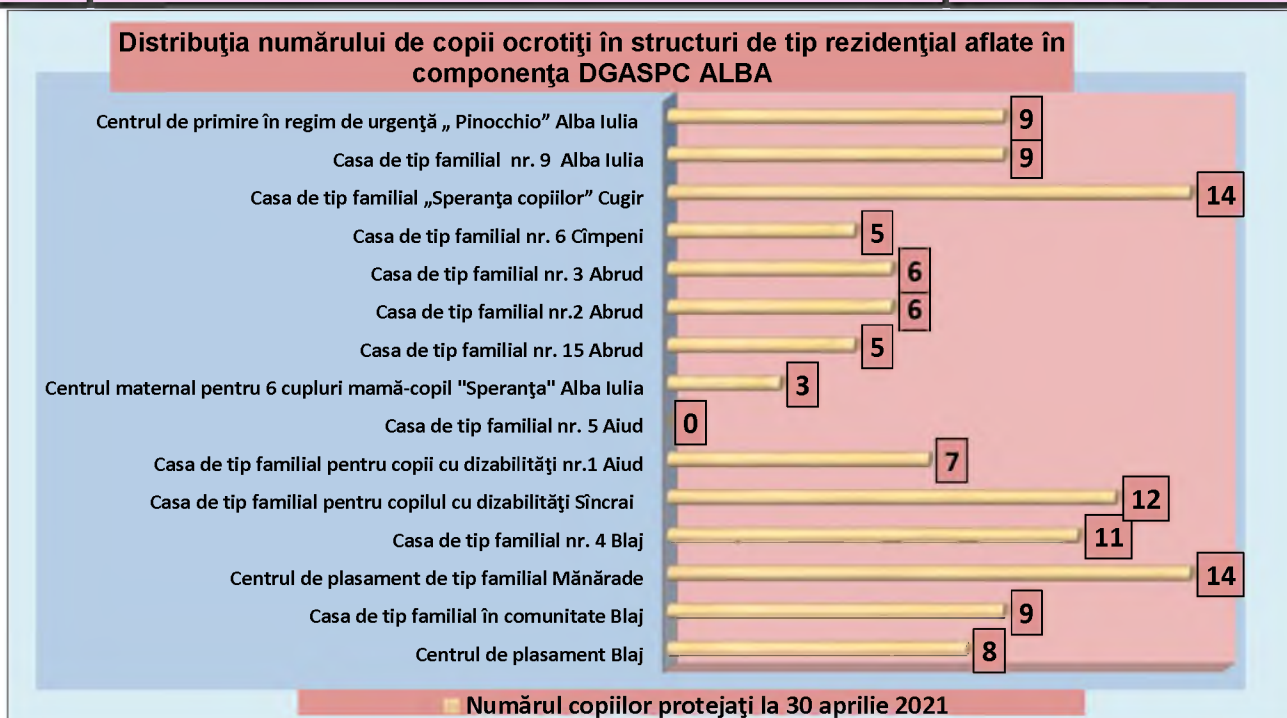 Distribuţia numărului de copii ocrotiţi în structuri de tip rezidenţial aflate în
componenţa DGASPC ALBA
Centrul de primire în regim de urgenţă „ Pinocchio” Alba Iulia 9
Casa de tip familial nr. 9 Alba Iulia 9
Casa de tip familial „Speranţa copiilor” Cugir 14
Casa de tip familial nr. 6 Cîmpeni 5
Casa de tip familial nr. 3 Abrud 6
Casa de tip familial nr.2 Abrud 6
Casa de tip familial nr. 15 Abrud 5
Centrul maternal pentru 6 cupluri mamă-copil "Speranţa" Alba Iulia 3
Casa de tip familial nr. 5 Aiud 0
Casa de tip familial pentru copii cu dizabilităţi nr.1 Aiud 7
Casa de tip familial pentru copilul cu dizabilităţi Sîncrai 12
Casa de tip familial nr. 4 Blaj 11
Centrul de plasament de tip familial Mănărade 14
Casa de tip familial în comunitate Blaj 9
Centrul de plasament Blaj 8
Numărul copiilor protejaţi la 30 aprilie 2021